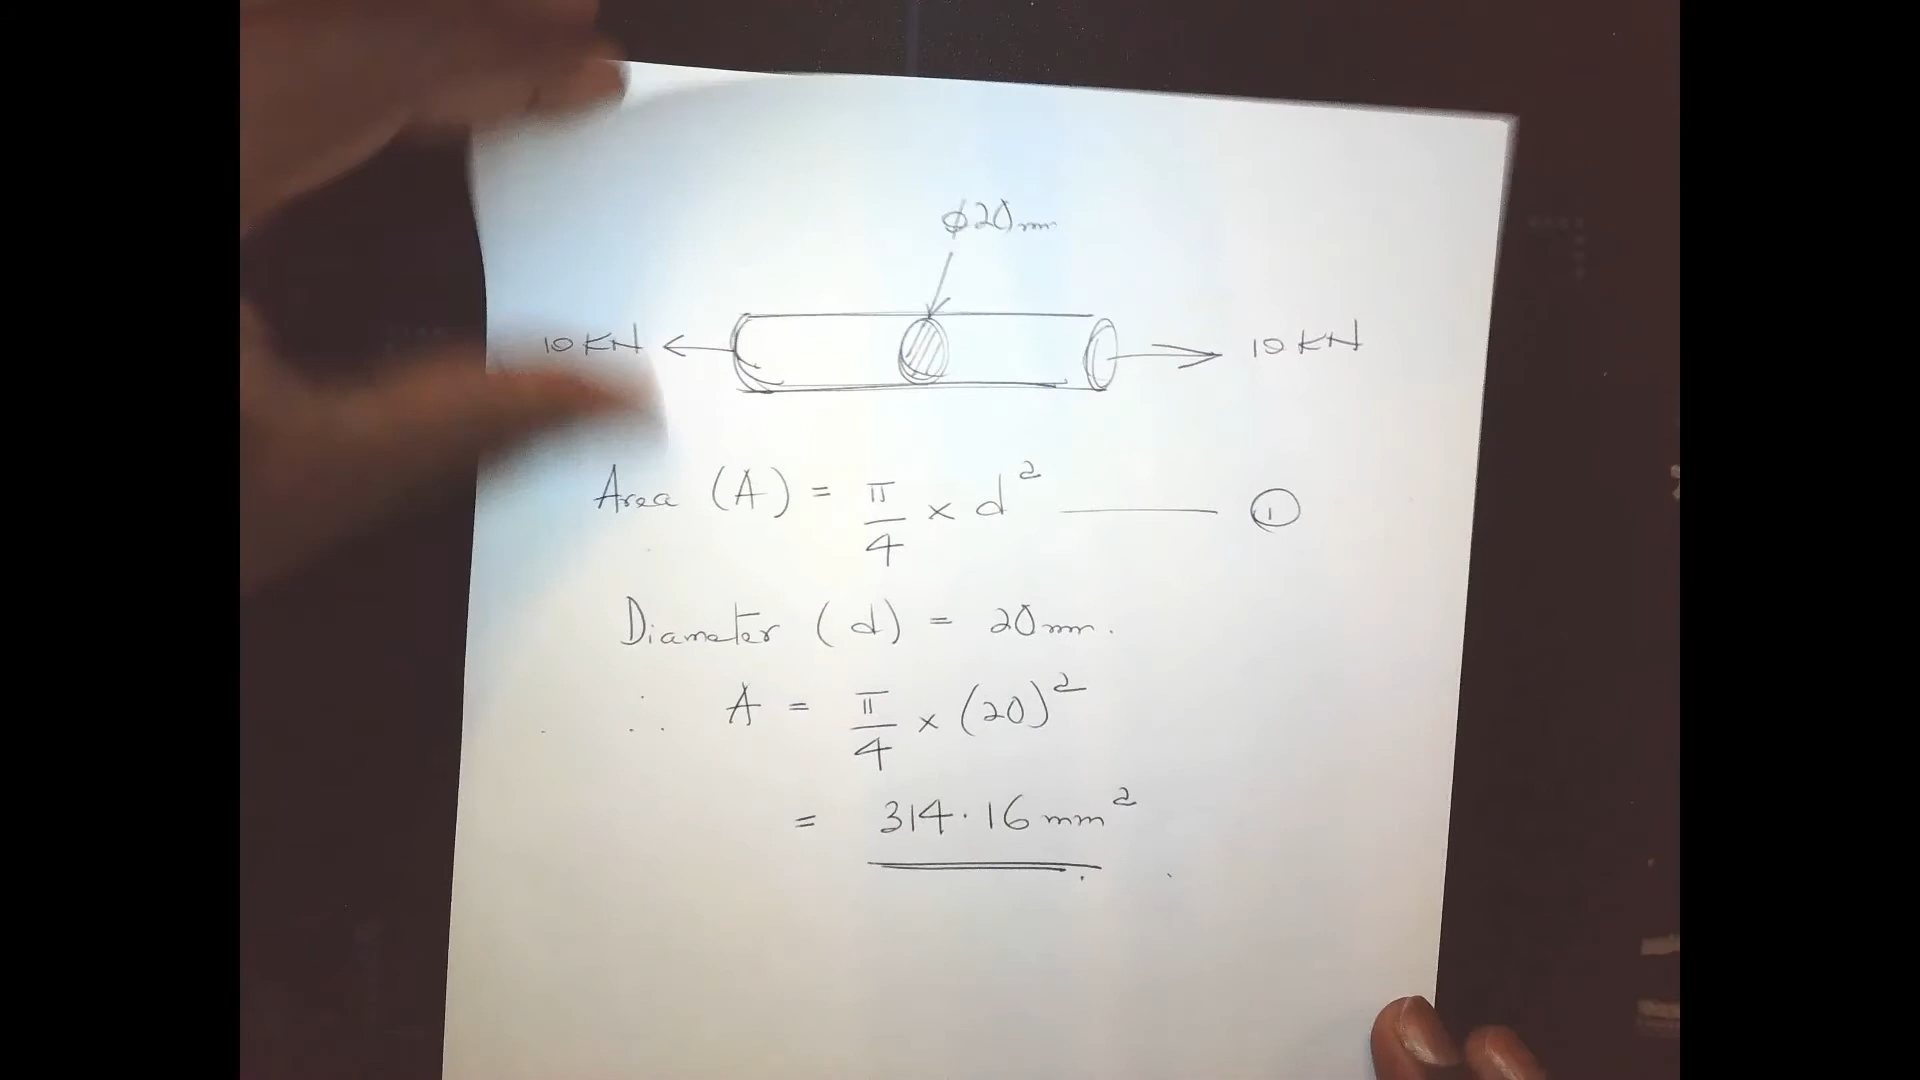 ϕ20mm
10 KN 10 KN
Area (A) = π/4 × d² ——— ①
Diameter (d) = 20mm.
∴ A = π/4 × (20)²
= 314.16 mm²